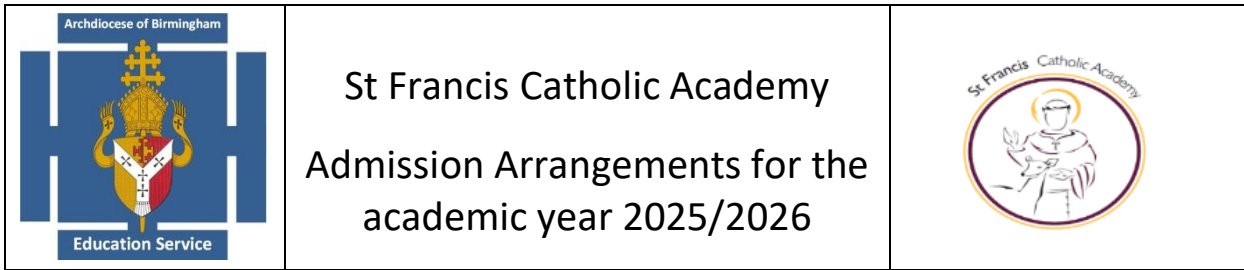 Archdiocese of Birmingham
Education Service
St Francis Catholic Academy
Admission Arrangements for the
academic year 2025/2026
St Francis Catholic Academy